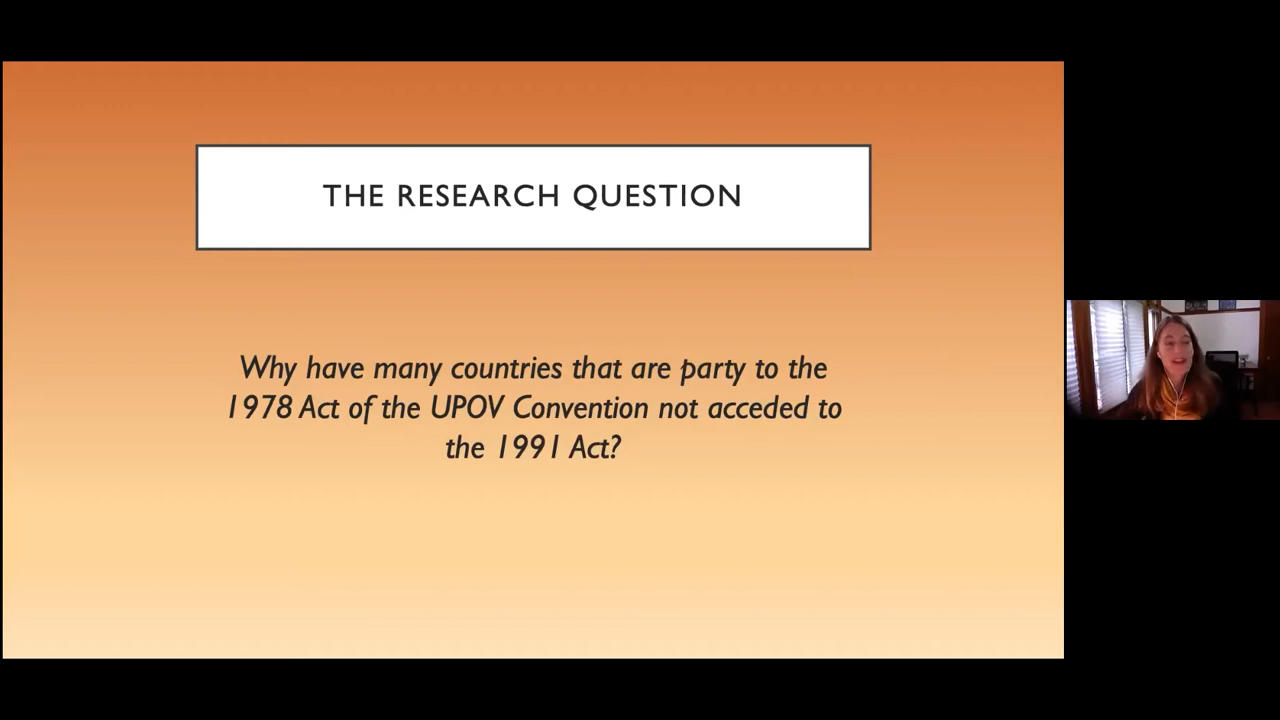 THE RESEARCH QUESTION
Why have many countries that are party to the
1978 Act of the UPOV Convention not acceded to
the 1991 Act?